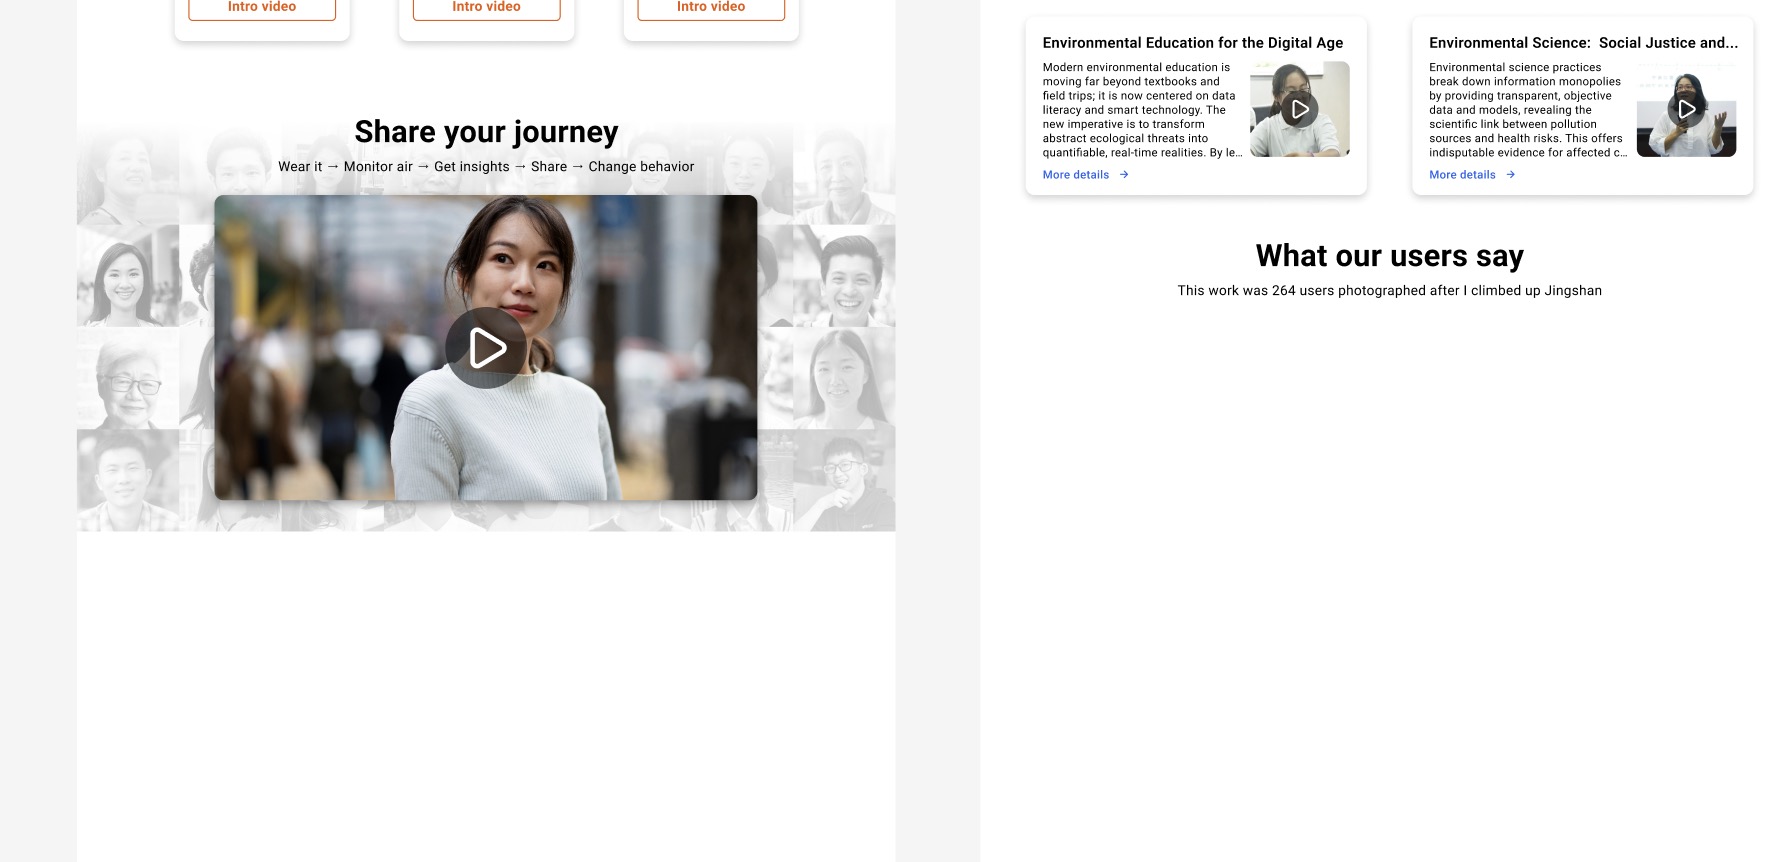 Intro video
Intro video
Intro video
Share your journey
Wear it → Monitor air → Get insights → Share → Change behavior
Environmental Education for the Digital Age
Modern environmental education is
moving far beyond textbooks and
field trips; it is now centered on data
literacy and smart technology. The
new imperative is to transform
abstract ecological threats into
quantifiable, real-time realities. By le...
More details →
Environmental Science:  Social Justice and...
Environmental science practices
break down information monopolies
by providing transparent, objective
data and models, revealing the
scientific link between pollution
sources and health risks. This offers
indisputable evidence for affected c...
More details →
What our users say
This work was 264 users photographed after I climbed up Jingshan